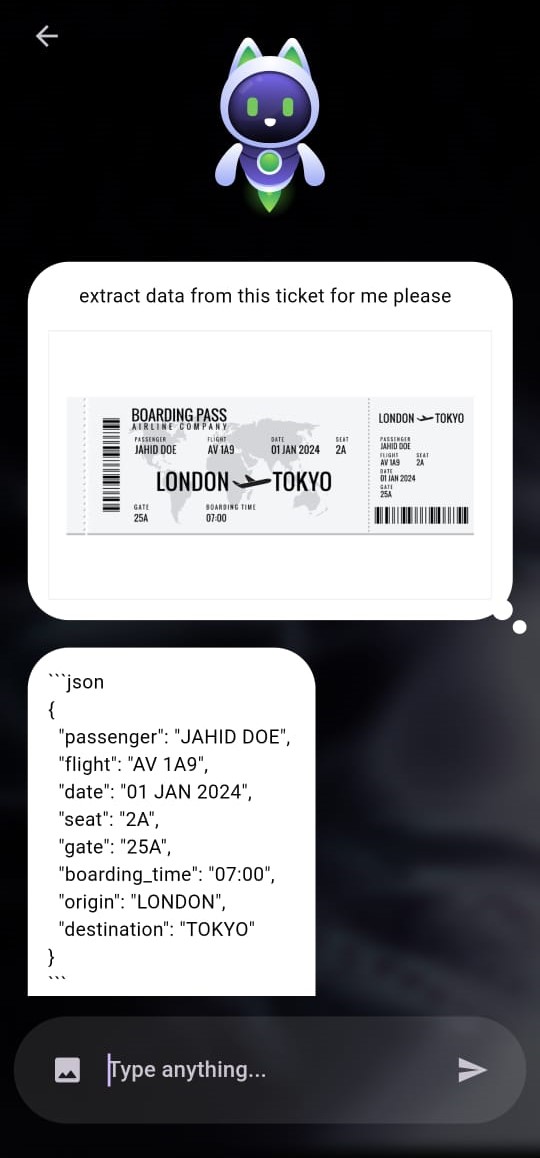 extract data from this ticket for me please
BOARDING PASS
AIRLINE COMPANY
PASSENGER FLIGHT DATE SEAT
JAHID DOE AV 1A9 01 JAN 2024 2A
LONDON TOKYO
GATE BOARDING TIME
25A 07:00
LONDON TOKYO
PASSENGER
JAHID DOE
FLIGHT SEAT
AV 1A9 2A
DATE
01 JAN 2024
GATE
25A
```json
{
"passenger": "JAHID DOE",
"flight": "AV 1A9",
"date": "01 JAN 2024",
"seat": "2A",
"gate": "25A",
"boarding_time": "07:00",
"origin": "LONDON",
"destination": "TOKYO"
}
```
Type anything...